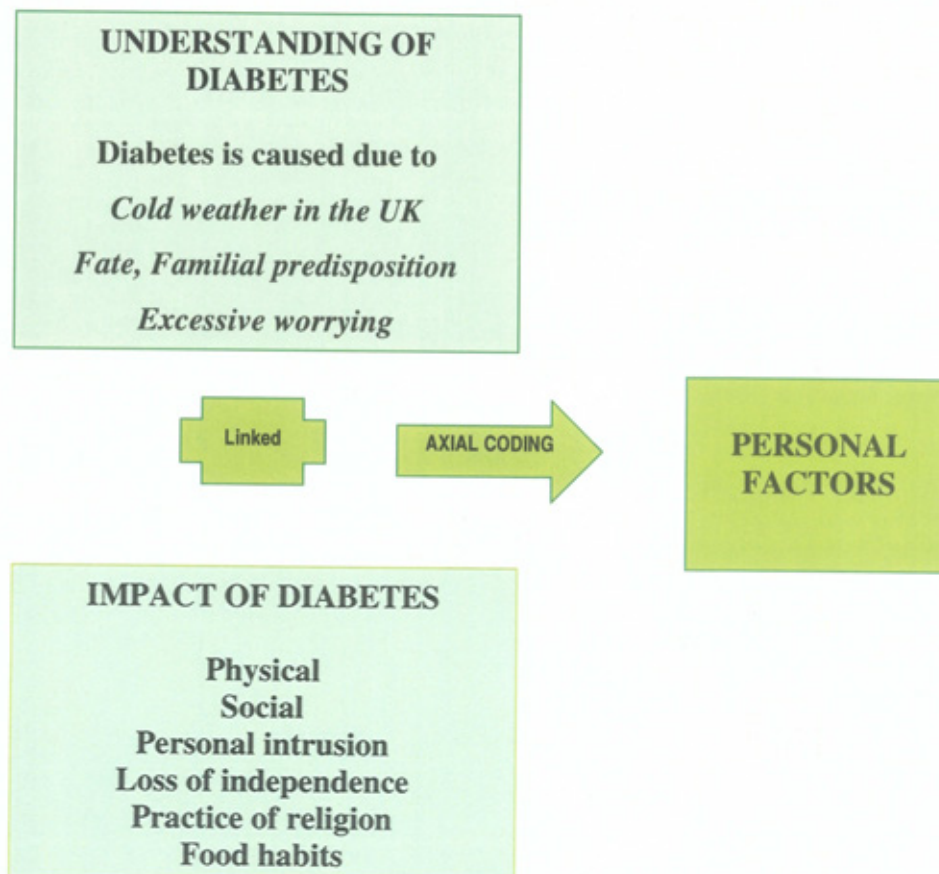 UNDERSTANDING OF
DIABETES
Diabetes is caused due to
Cold weather in the UK
Fate, Familial predisposition
Excessive worrying
Linked
AXIAL CODING
PERSONAL
FACTORS
IMPACT OF DIABETES
Physical
Social
Personal intrusion
Loss of independence
Practice of religion
Food habits